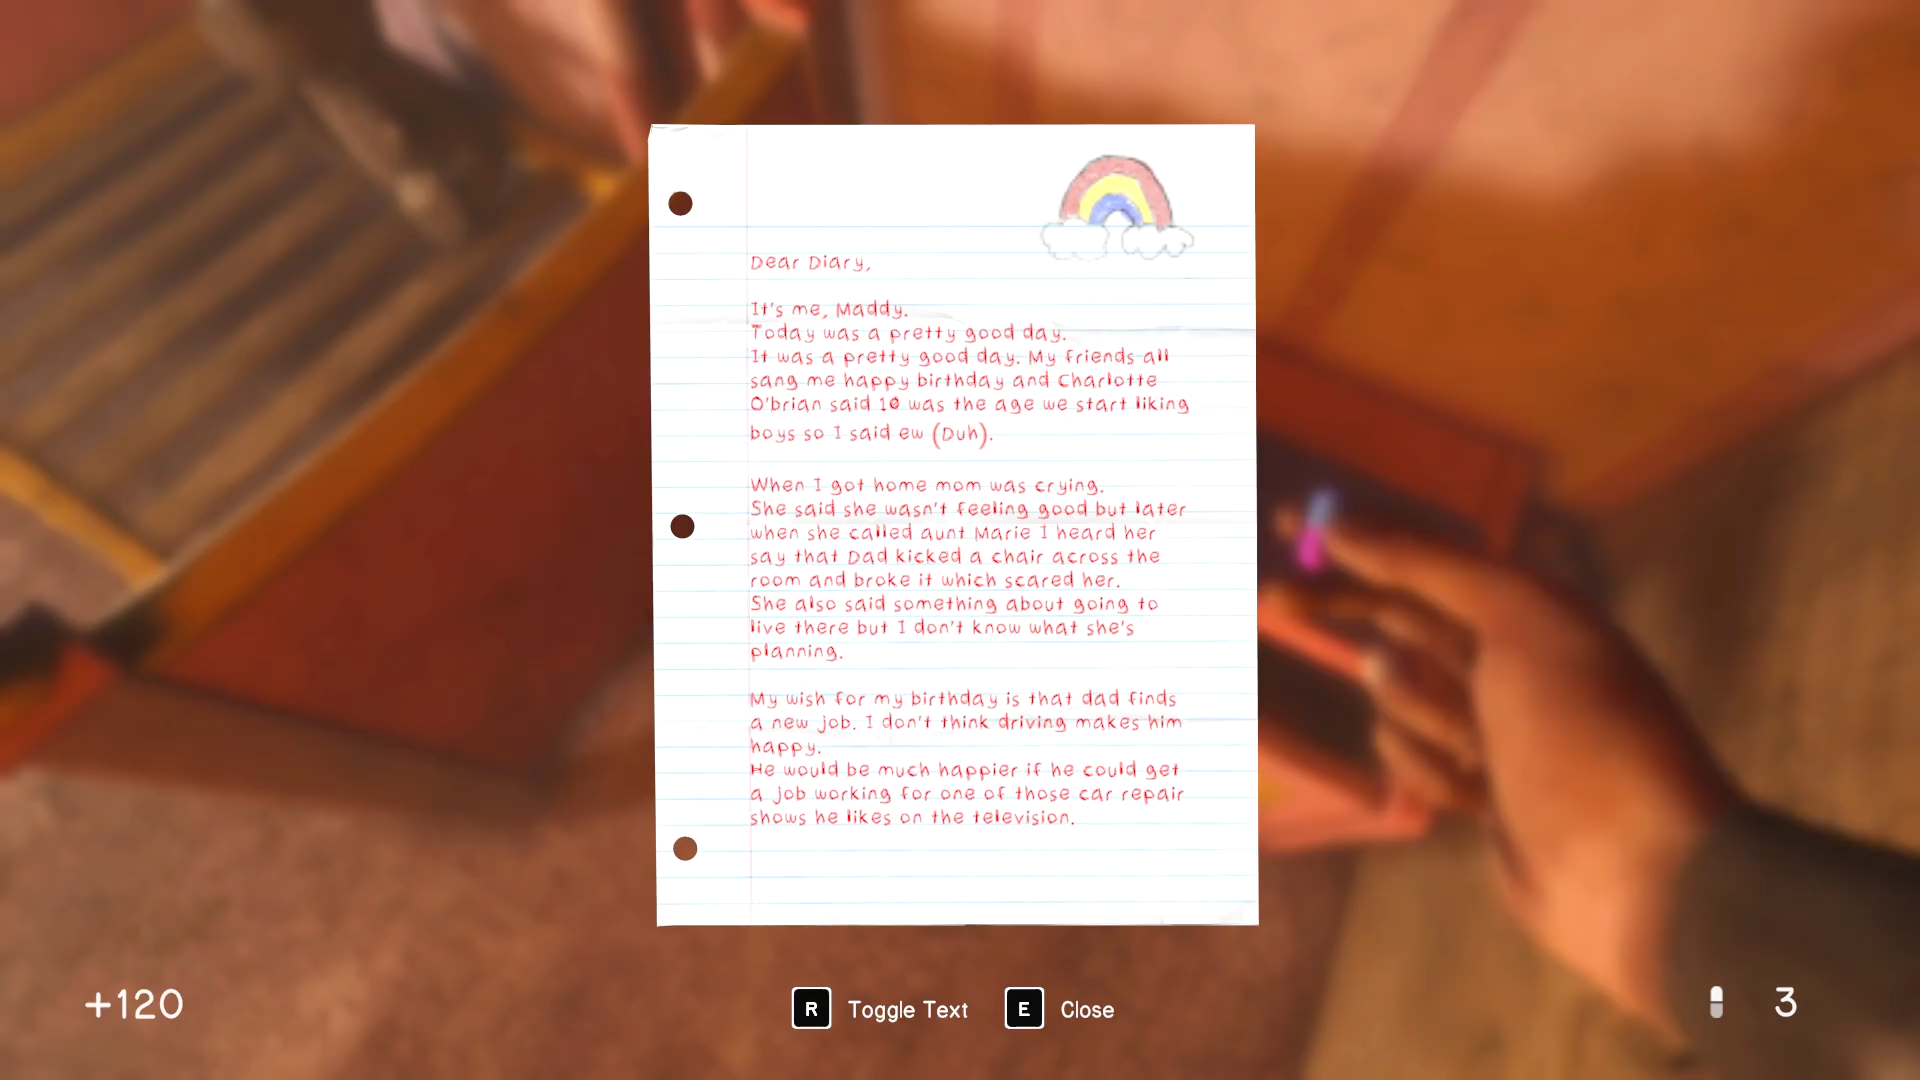 Dear Diary,
It's me, Maddy.
Today was a pretty good day.
It was a pretty good day. My friends all
sang me happy birthday and Charlotte
O'brian said 10 was the age we start liking
boys so I said ew (Duh).
When I got home mom was crying.
She said she wasn't feeling good but later
when she called aunt Marie I heard her
say that Dad kicked a chair across the
room and broke it which scared her.
She also said something about going to
live there but I don't know what she's
planning.
My wish for my birthday is that dad finds
a new job. I don't think driving makes him
happy.
He would be much happier if he could get
a job working for one of those car repair
shows he likes on the television.
+120
R Toggle Text E Close
3